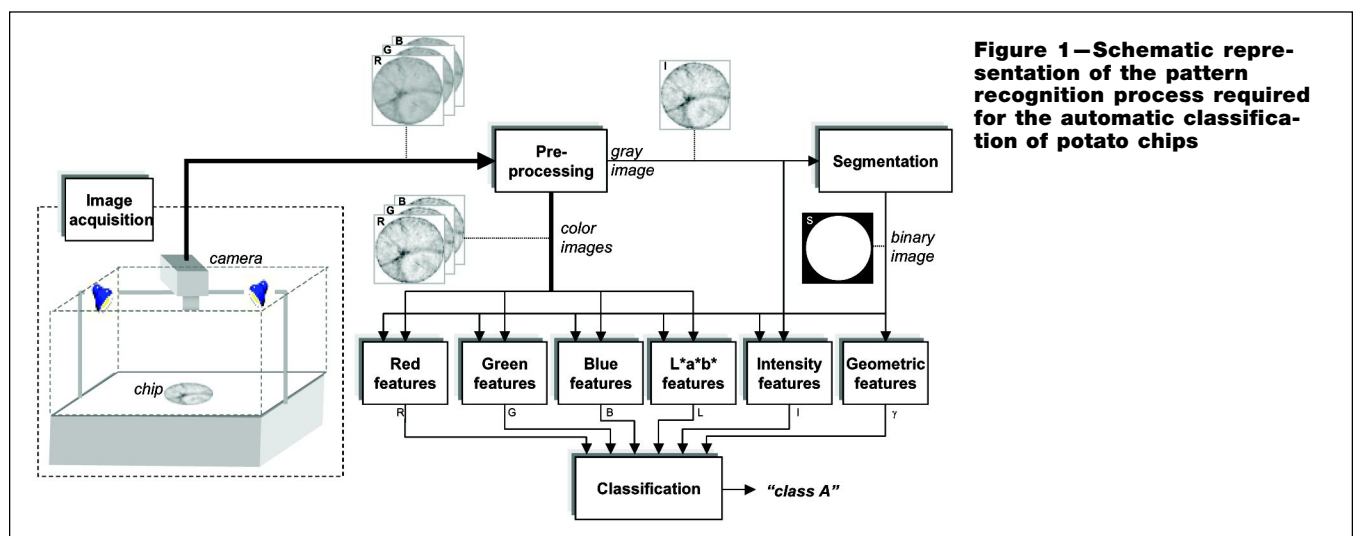 Figure 1—Schematic repre-
sentation of the pattern
recognition process required
for the automatic classifica-
tion of potato chips
B
G
R
I
Image
acquisition
Pre-
processing
gray
image
Segmentation
B
G
R
color
images
S
binary
image
camera
chip
Red
features
Green
features
Blue
features
L*a*b*
features
Intensity
features
Geometric
features
R
G
B
L
I
γ
Classification
"class A"